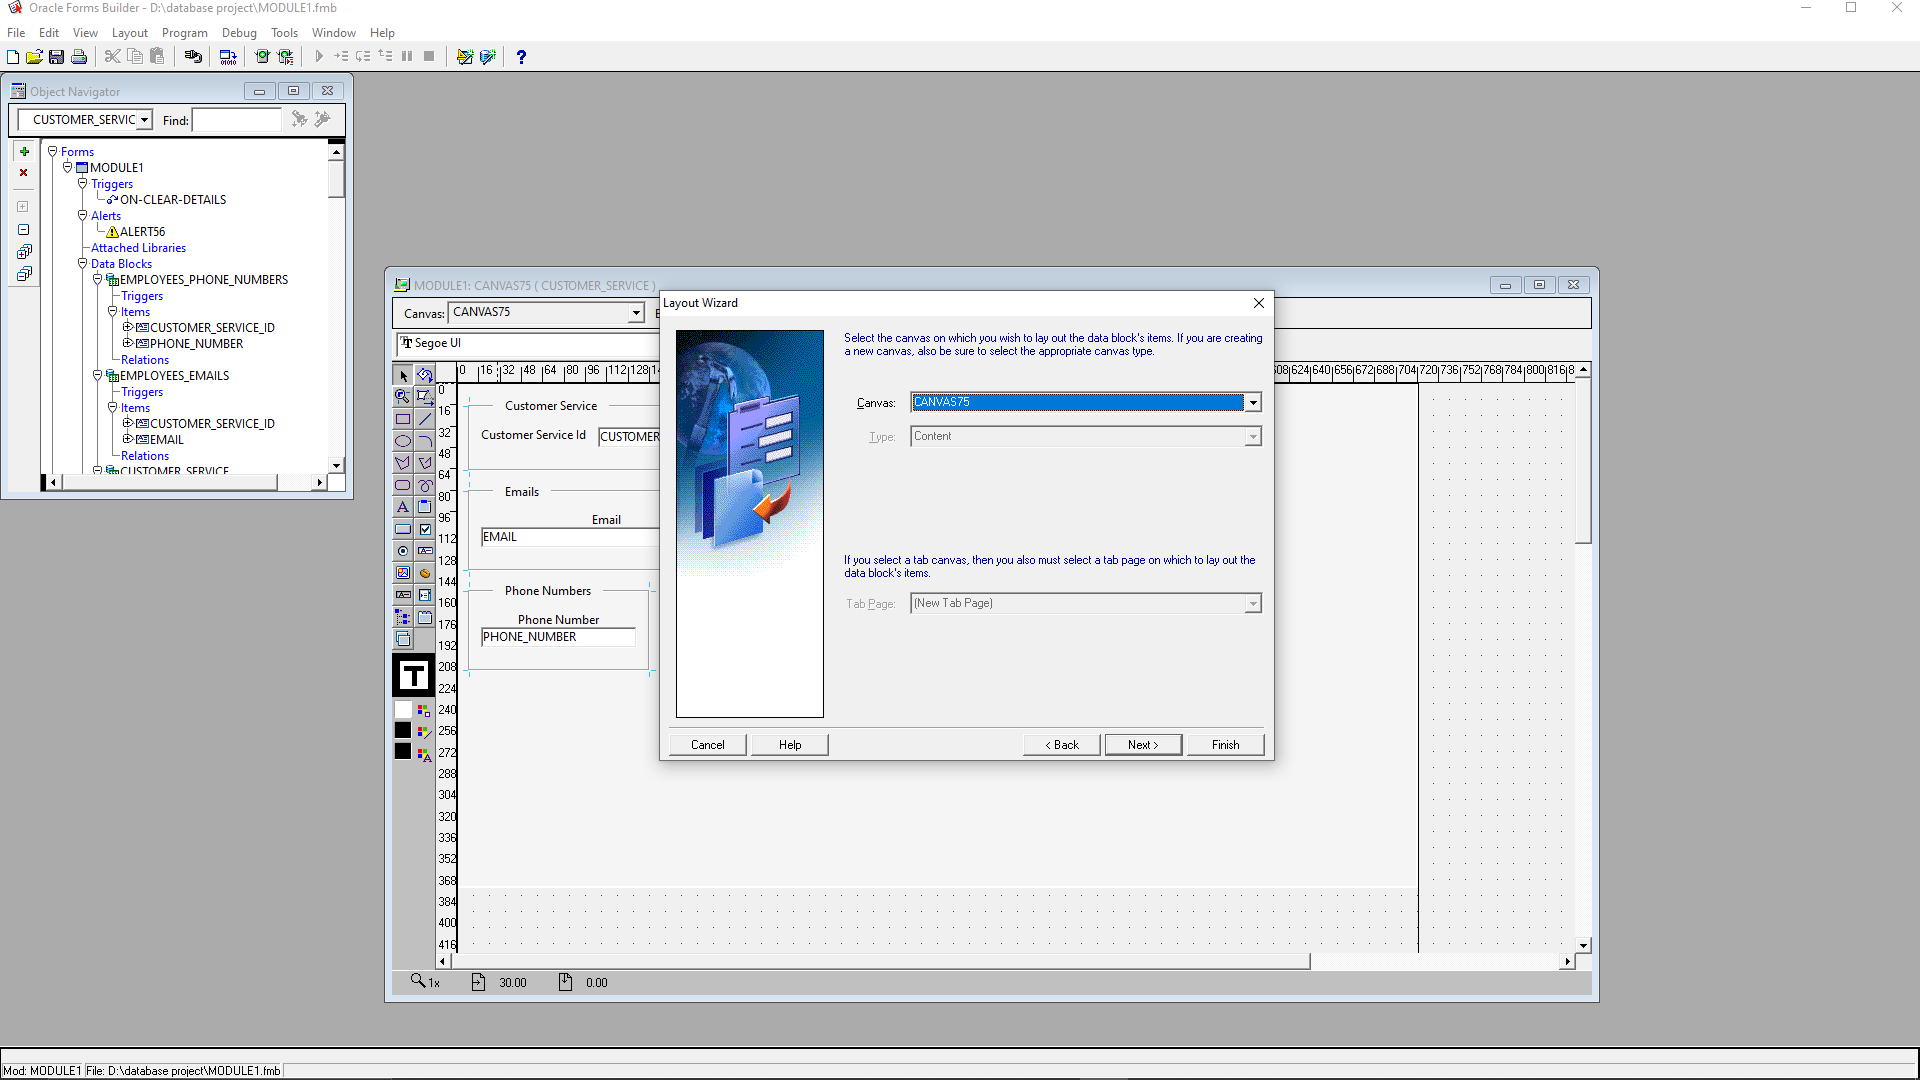 Oracle Forms Builder - D:\database project\MODULE1.fmb
File Edit View Layout Program Debug Tools Window Help
Object Navigator
CUSTOMER_SERVIC Find:
Forms
MODULE1
Triggers
ON-CLEAR-DETAILS
Alerts
ALERT56
Attached Libraries
Data Blocks
EMPLOYEES_PHONE_NUMBERS
Triggers
Items
CUSTOMER_SERVICE_ID
PHONE_NUMBER
Relations
EMPLOYEES_EMAILS
Triggers
Items
CUSTOMER_SERVICE_ID
EMAIL
Relations
CUSTOMER_SERVICE
MODULE1: CANVAS75 ( CUSTOMER_SERVICE )
Canvas: CANVAS75
Segoe UI
0 16 32 48 64 80 96 112 128
624 640 656 672 688 704 720 736 752 768 784 800 816
0
16
32
48
64
80
96
112
128
144
160
176
192
208
224
240
256
272
288
304
320
336
352
368
384
400
416
Customer Service
Customer Service Id CUSTOMER
Emails
Email
EMAIL
Phone Numbers
Phone Number
PHONE_NUMBER
1x 30.00 0.00
Layout Wizard
Select the canvas on which you wish to lay out the data block's items. If you are creating
a new canvas, also be sure to select the appropriate canvas type.
Canvas: CANVAS75
Type: Content
If you select a tab canvas, then you also must select a tab page on which to lay out the
data block's items.
Tab Page: (New Tab Page)
Cancel Help < Back Next > Finish
Mod: MODULE1 File: D:\database project\MODULE1.fmb